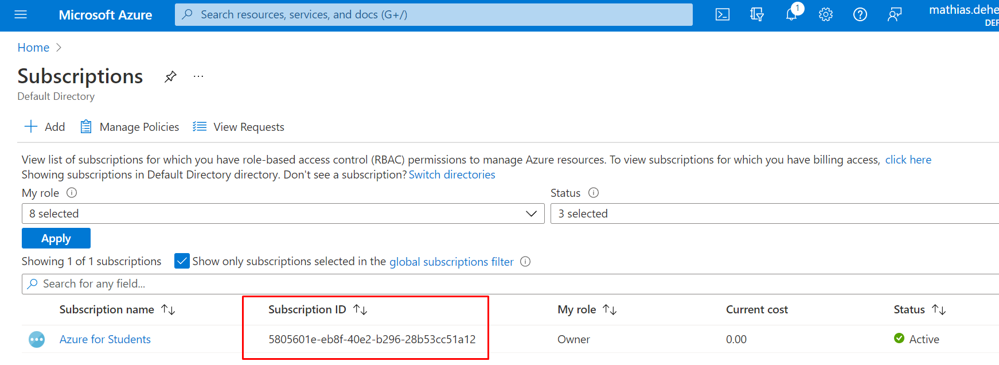 Microsoft Azure
Search resources, services, and docs (G+/)
1
mathias.dehe
DEF
Home
Subscriptions
Default Directory
Add
Manage Policies
View Requests
View list of subscriptions for which you have role-based access control (RBAC) permissions to manage Azure resources. To view subscriptions for which you have billing access, click here
Showing subscriptions in Default Directory directory. Don't see a subscription? Switch directories
My role
Status
8 selected
3 selected
Apply
Showing 1 of 1 subscriptions
Show only subscriptions selected in the global subscriptions filter
Search for any field...
Subscription name
Subscription ID
My role
Current cost
Status
Azure for Students
5805601e-eb8f-40e2-b296-28b53cc51a12
Owner
0.00
Active